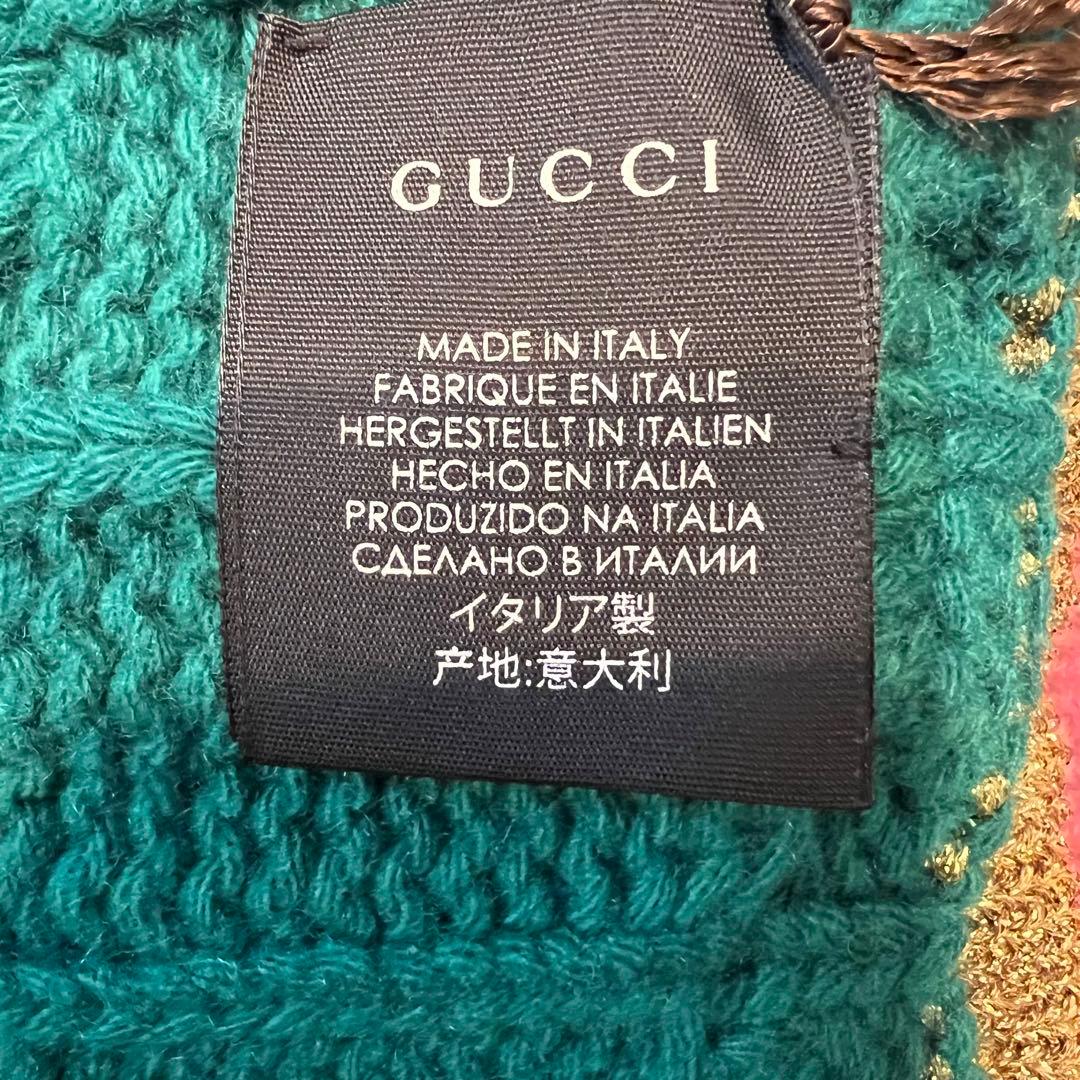 GUCCI
MADE IN ITALY
FABRIQUE EN ITALIE
HERGESTELLT IN ITALIEN
HECHO EN ITALIA
PRODUZIDO NA ITALIA
СДЕЛАНО В ИТАЛИИ
イタリア製
产地:意大利